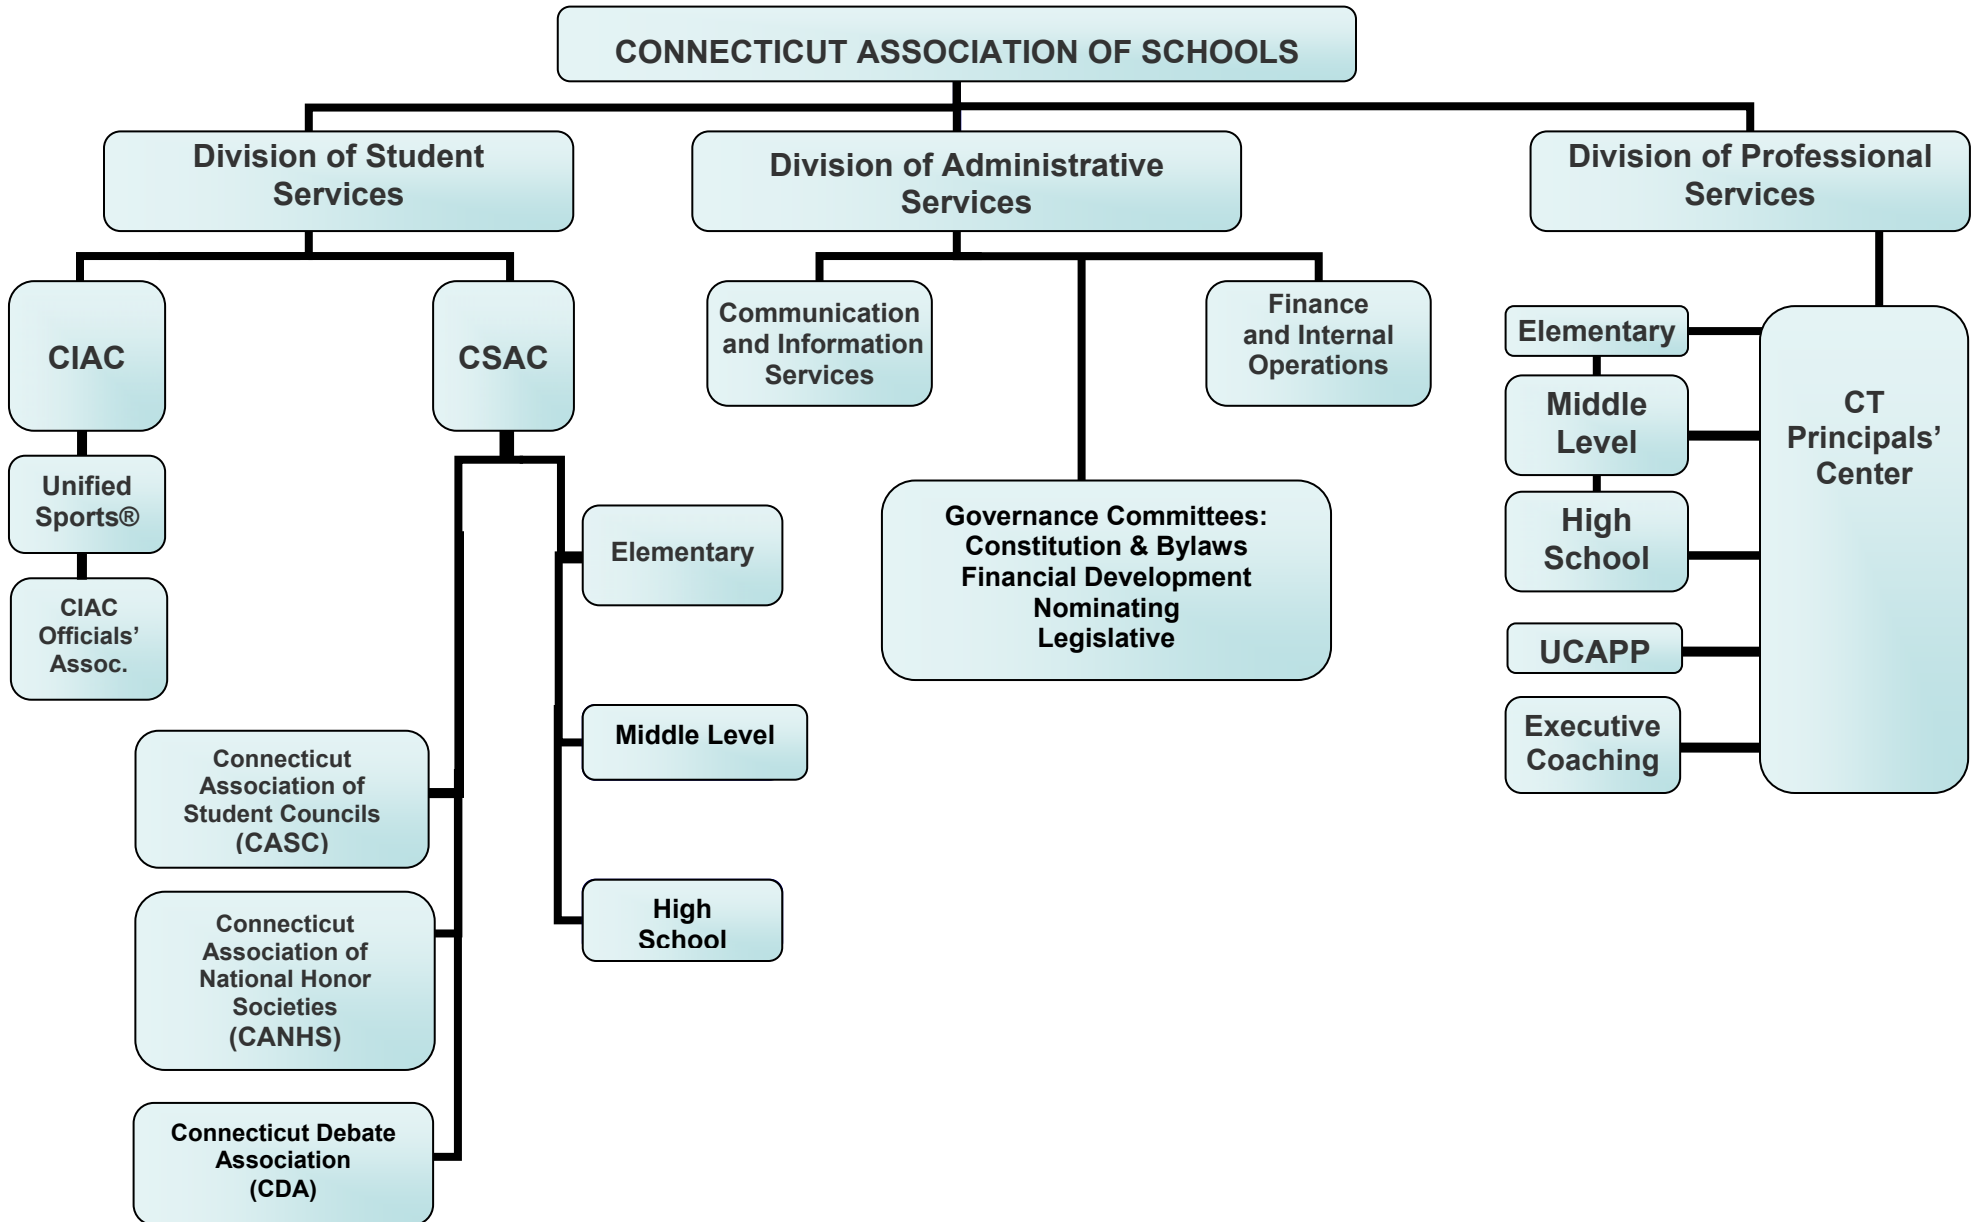 CONNECTICUT ASSOCIATION OF SCHOOLS
Division of Student
Services
Division of Administrative
Services
Division of Professional
Services
CIAC
CSAC
Communication
and Information
Services
Finance
and Internal
Operations
Elementary
Middle
Level
High
School
UCAPP
Executive
Coaching
CT
Principals’
Center
Unified
Sports®
CIAC
Officials’
Assoc.
Elementary
Middle Level
High
School
Governance Committees:
Constitution & Bylaws
Financial Development
Nominating
Legislative
Connecticut
Association of
Student Councils
(CASC)
Connecticut
Association of
National Honor
Societies
(CANHS)
Connecticut Debate
Association
(CDA)